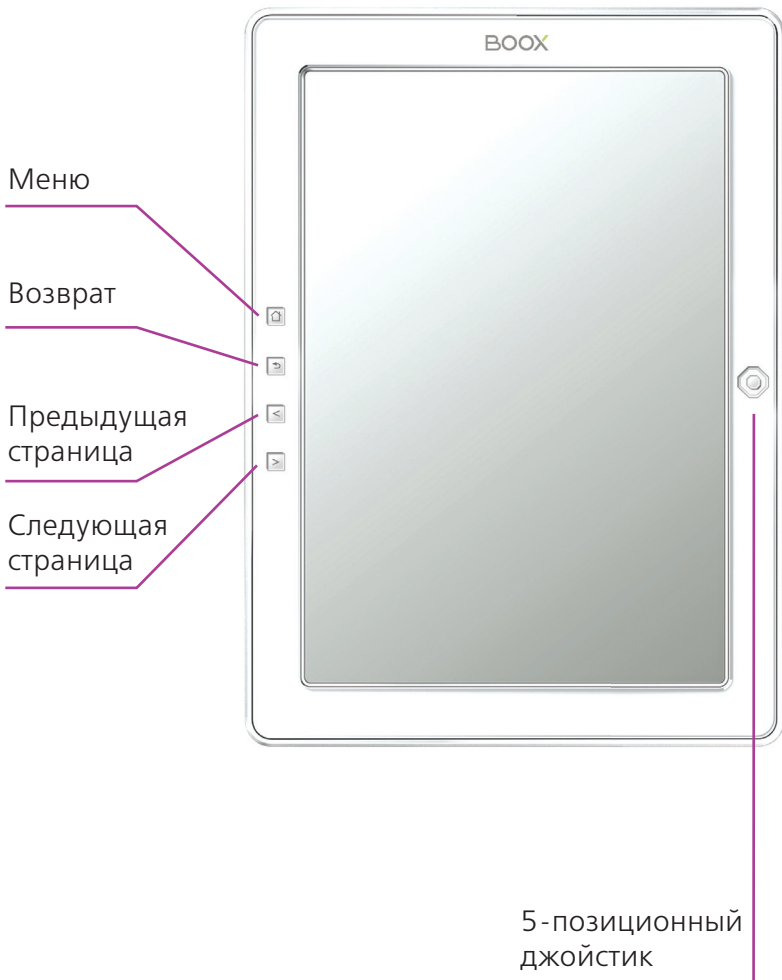 BOOX
Меню
Возврат
Предыдущая
страница
Следующая
страница
5-позиционный
джойстик